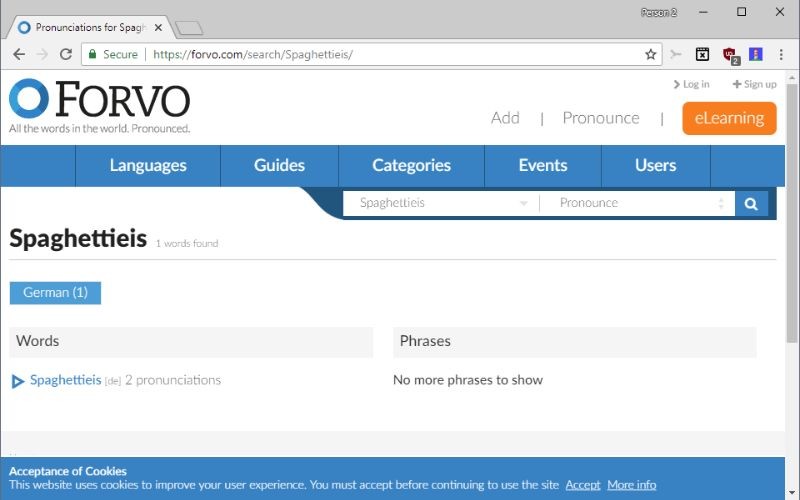 Person 2
Pronunciations for Spagh
Secure https://forvo.com/search/Spaghettieis/
2
FORVO
All the words in the world. Pronounced.
Log in Sign up
Add | Pronounce | eLearning
Languages Guides Categories Events Users
Spaghettieis Pronounce
Spaghettieis 1 words found
German (1)
Words Phrases
Spaghettieis [de] 2 pronunciations No more phrases to show
Acceptance of Cookies
This website uses cookies to improve your user experience. You must accept before continuing to use the site Accept More info